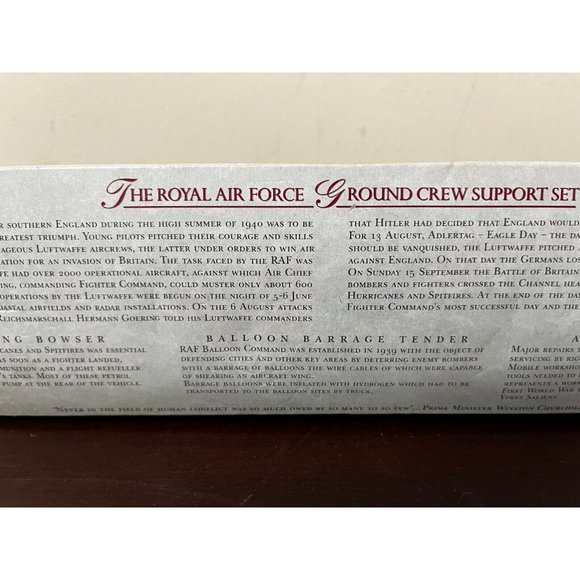 THE ROYAL AIR FORCE GROUND CREW SUPPORT SET
R SOUTHERN ENGLAND DURING THE HIGH SUMMER OF 1940 WAS TO BE
REATEST TRIUMPH. YOUNG PILOTS PITCHED THEIR COURAGE AND SKILLS
AGEOUS LUFTWAFFE AIRCREWS, THE LATTER UNDER ORDERS TO WIN AIR
ATION FOR AN INVASION OF BRITAIN. THE TASK FACED BY THE RAF WAS
FFE HAD OVER 2000 OPERATIONAL AIRCRAFT, AGAINST WHICH AIR CHIEF
NG, COMMANDING FIGHTER COMMAND, COULD MUSTER ONLY ABOUT 600
OPERATIONS BY THE LUFTWAFFE WERE BEGUN ON THE NIGHT OF 5-6 JUNE
OASTAL AIRFIELDS AND RADAR INSTALLATIONS. ON THE 6 AUGUST ATTACKS
REICHSMARSCHALL HERMANN GOERING TOLD HIS LUFTWAFFE COMMANDERS
THAT HITLER HAD DECIDED THAT ENGLAND WOULD
FOR 13 AUGUST, ADLERTAG – EAGLE DAY – THE DA
SHOULD BE VANQUISHED, THE LUFTWAFFE PITCHED
AGAINST ENGLAND. ON THAT DAY THE GERMANS LOS
ON SUNDAY 15 SEPTEMBER THE BATTLE OF BRITAIN
BOMBERS AND FIGHTERS CROSSED THE CHANNEL HEA
HURRICANES AND SPITFIRES. AT THE END OF THE DA
FIGHTER COMMAND'S MOST SUCCESSFUL DAY AND THE
NG BOWSER
ICANES AND SPITFIRES WAS ESSENTIAL
AS SOON AS A FIGHTER LANDED,
MUNITION AND A FLIGHT REFUELLER
'S TANKS. MOST OF THESE PETROL
PUMP AT THE REAR OF THE VEHICLE.
BALLOON BARRAGE TENDER
RAF BALLOON COMMAND WAS ESTABLISHED IN 1939 WITH THE OBJECT OF
DEFENDING CITIES AND OTHER KEY OBJECTS BY DETERRING ENEMY BOMBERS
WITH A BARRAGE OF BALLOONS THE WIRE CABLES OF WHICH WERE CAPABLE
OF SHEARING AN AIRCRAFT WING.
BARRAGE BALLOONS WERE INFLATED WITH HYDROGEN WHICH HAD TO BE
TRANSPORTED TO THE BALLOON SITES BY TRUCK.
A
MAJOR REPAIRS
SERVICING BY RIG
MOBILE WORKSHO
TOOLS NEEDED TO
REPRESENTS A WOR
FIRST WORLD WAR
YPRES SALIENT.
'NEVER IN THE FIELD OF HUMAN CONFLICT WAS SO MUCH OWED BY SO MANY TO SO FEW'...PRIME MINISTER WINSTON CHURCHIL